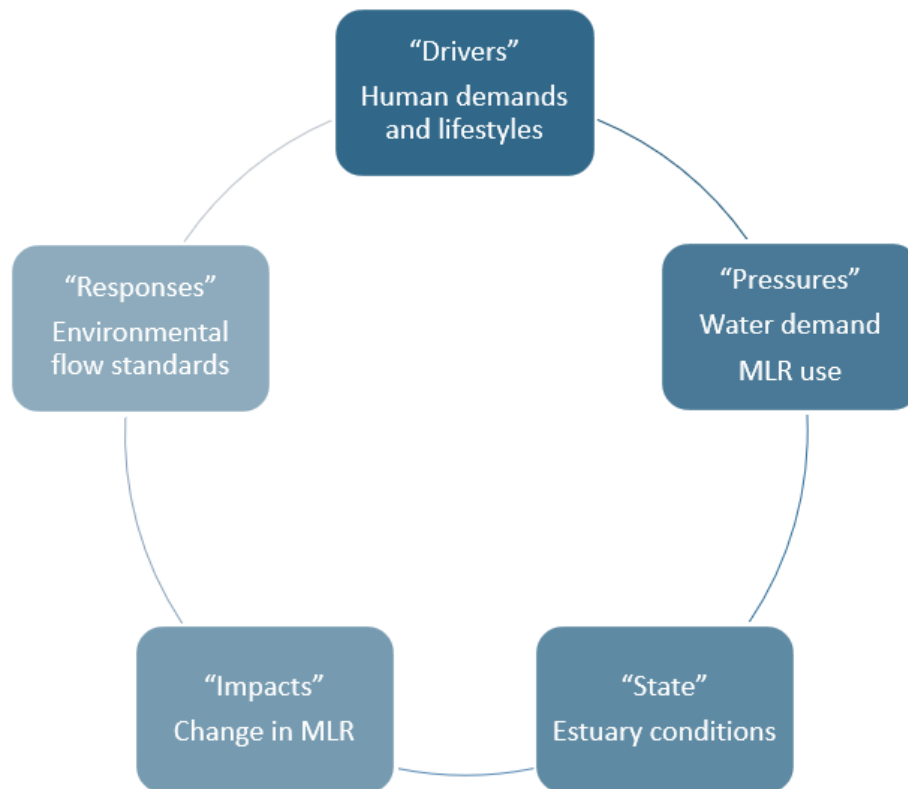 “Drivers”
Human demands
and lifestyles
“Pressures”
Water demand
MLR use
“State”
Estuary conditions
“Impacts”
Change in MLR
“Responses”
Environmental
flow standards